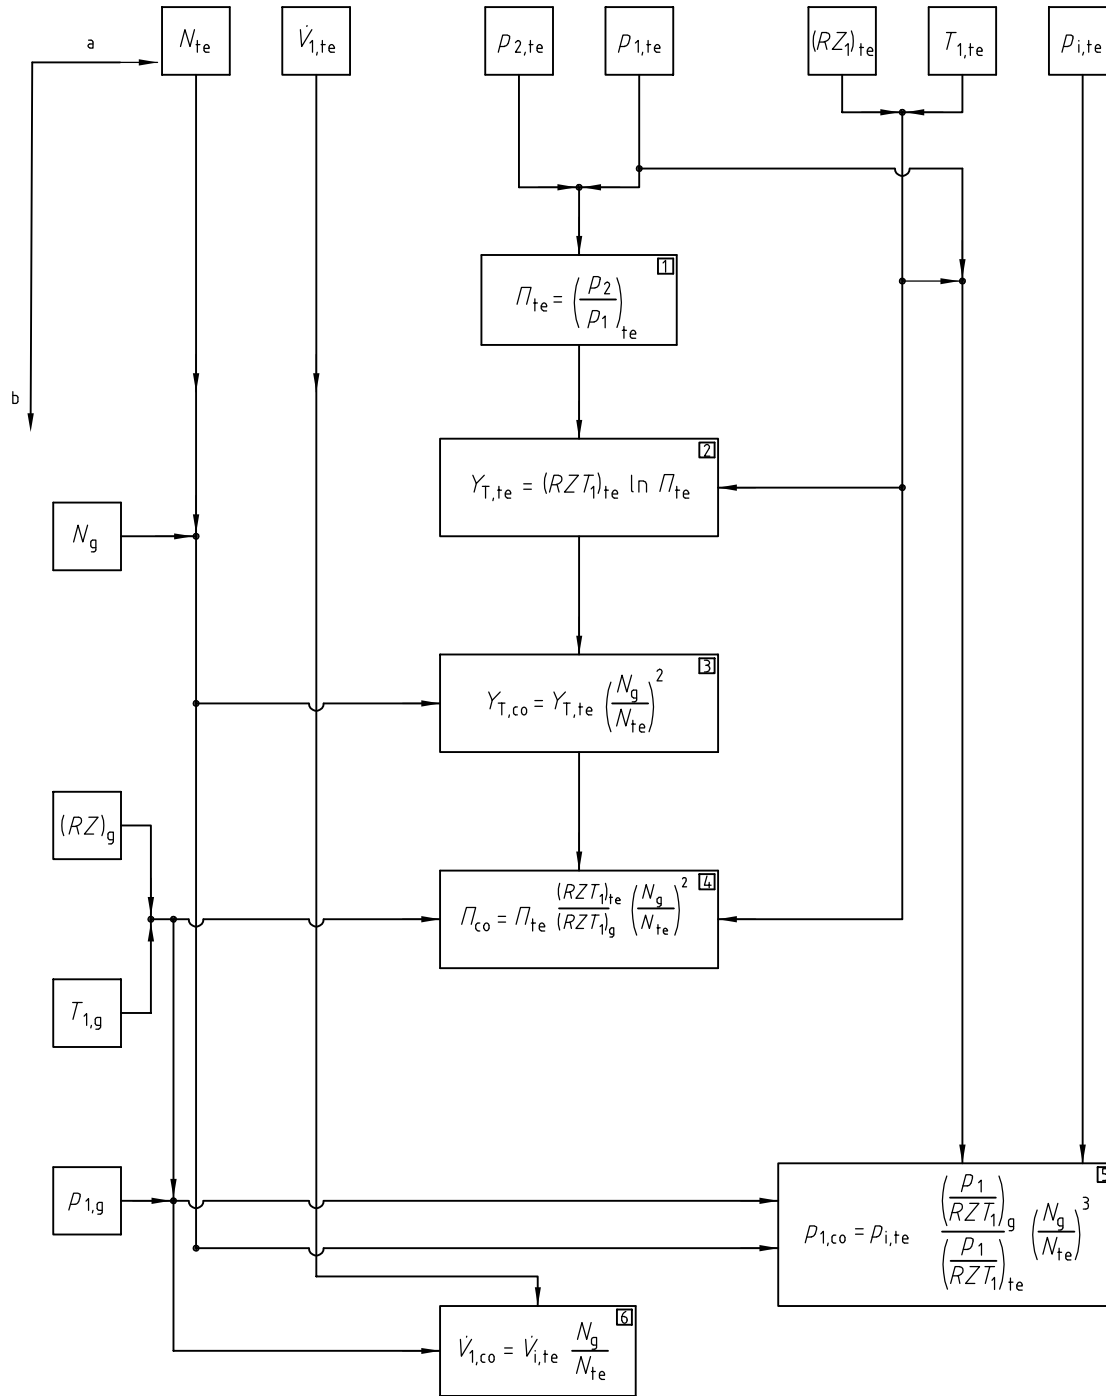 a
N_te
V̇_1,te
p_2,te
p_1,te
(RZ_1)_te
T_1,te
p_i,te
b
1
Π_te = (p_2/p_1)_te
2
Y_T,te = (RZT_1)_te ln Π_te
N_g
3
Y_T,co = Y_T,te (N_g/N_te)^2
(RZ)_g
4
Π_co = Π_te (RZT_1)_te/(RZT_1)_g (N_g/N_te)^2
T_1,g
p_1,g
5
p_1,co = p_i,te (p_1/RZT_1)_g/(p_1/RZT_1)_te (N_g/N_te)^3
6
V̇_1,co = V̇_i,te N_g/N_te